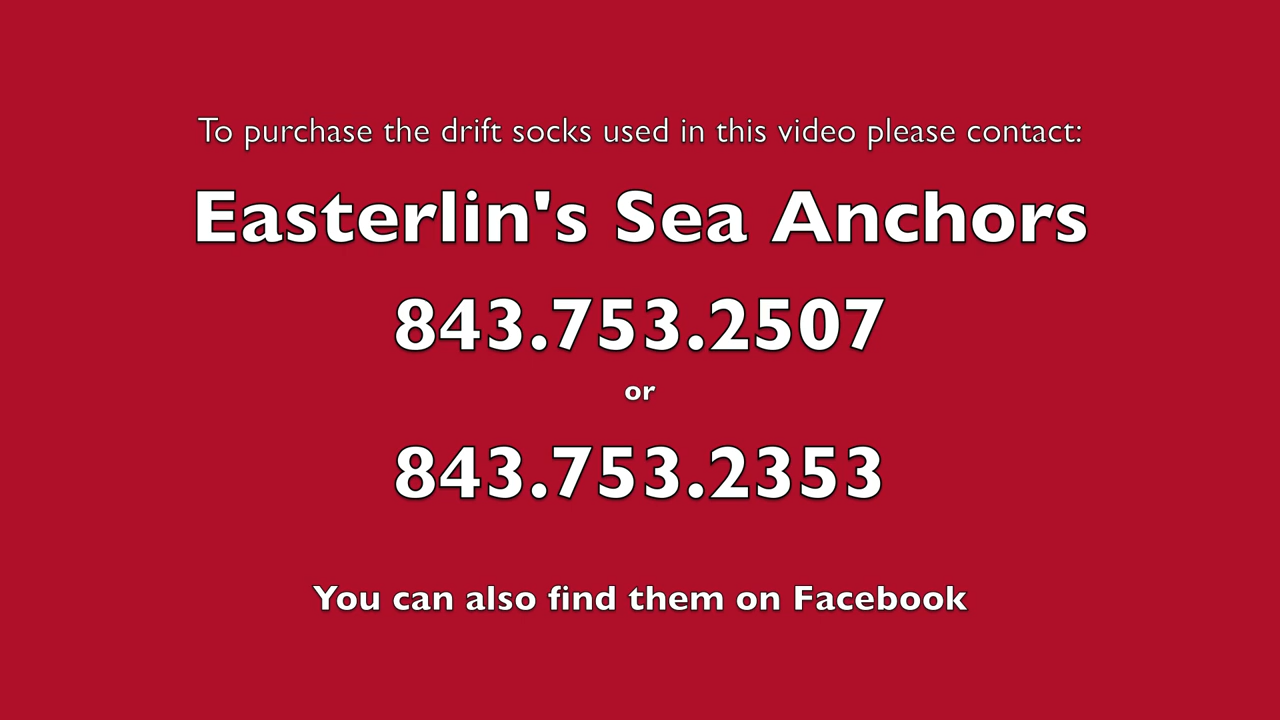 To purchase the drift socks used in this video please contact:
Easterlin's Sea Anchors
843.753.2507
or
843.753.2353
You can also find them on Facebook